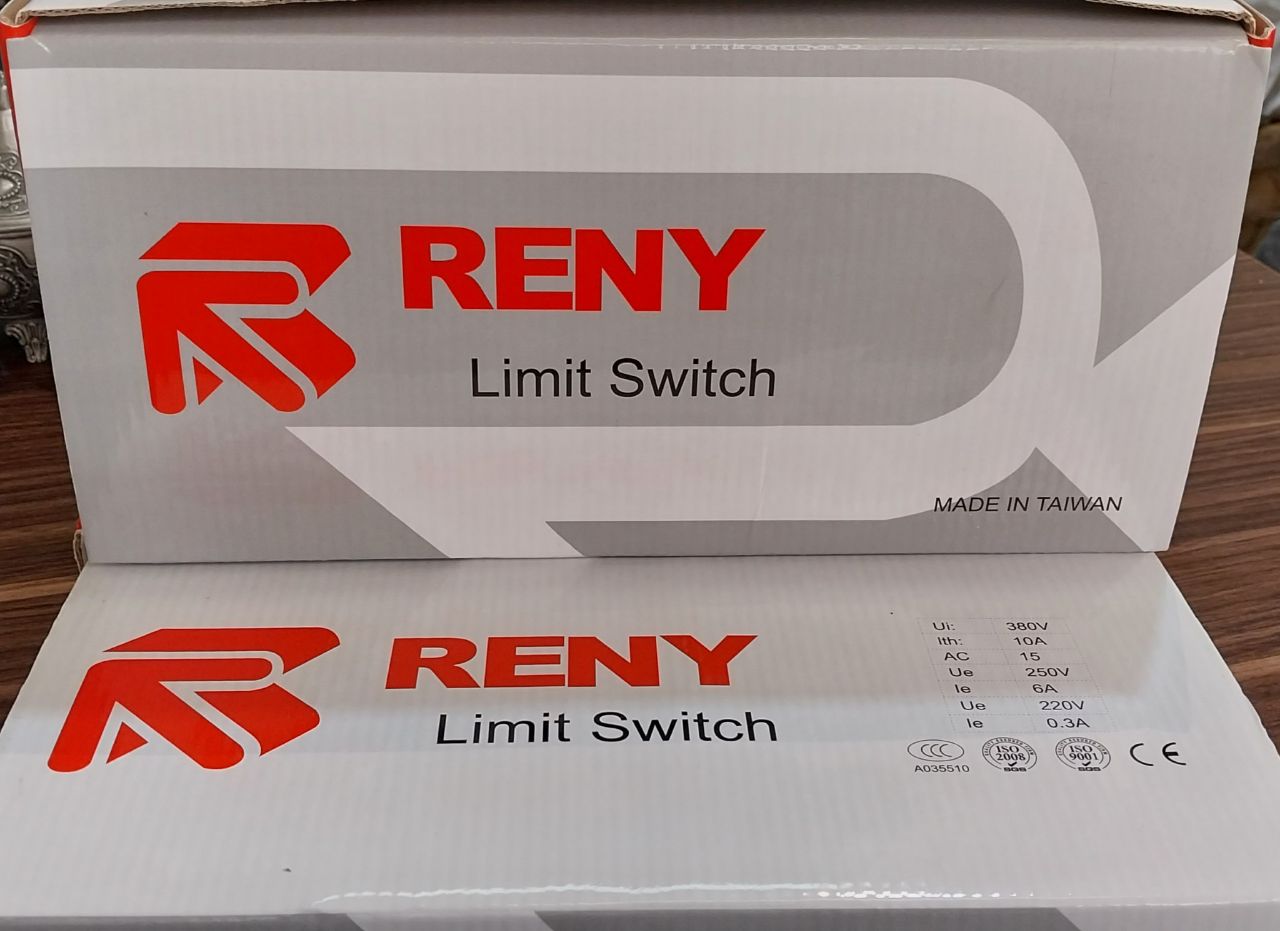 RENY
Limit Switch
MADE IN TAIWAN
RENY
Limit Switch
Ui: 380V
Ith: 10A
AC 15
Ue 250V
Ie 6A
Ue 220V
Ie 0.3A
CCC
A035510
ISO
2008
SGS
ISO
9001
SGS
CE